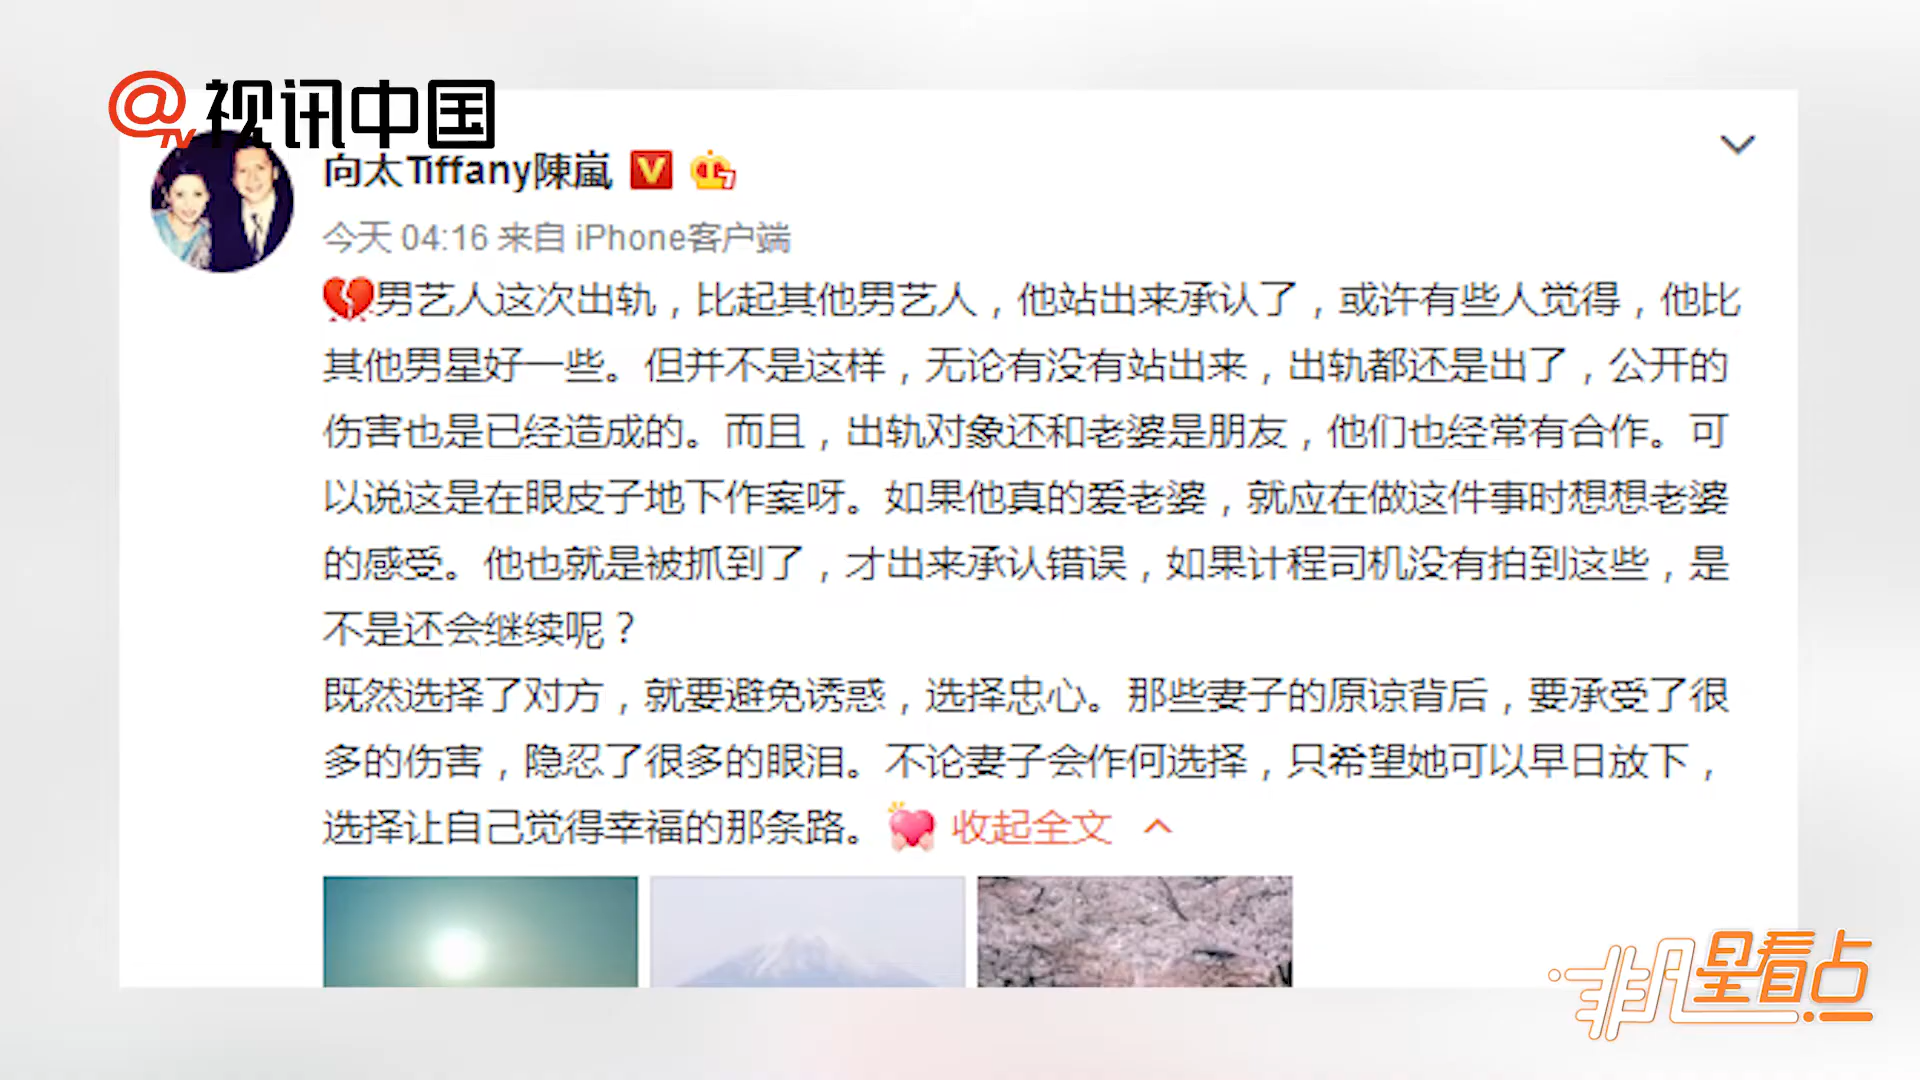 @TV 视讯中国
向太Tiffany陳嵐 V 7
今天 04:16 来自 iPhone客户端
男艺人这次出轨，比起其他男艺人，他站出来承认了，或许有些人觉得，他比
其他男星好一些。但并不是这样，无论有没有站出来，出轨都还是出了，公开的
伤害也是已经造成的。而且，出轨对象还和老婆是朋友，他们也经常有合作。可
以说这是在眼皮子地下作案呀。如果他真的爱老婆，就应在做这件事时想想老婆
的感受。他也就是被抓到了，才出来承认错误，如果计程司机没有拍到这些，是
不是还会继续呢？
既然选择了对方，就要避免诱惑，选择忠心。那些妻子的原谅背后，要承受了很
多的伤害，隐忍了很多的眼泪。不论妻子会作何选择，只希望她可以早日放下，
选择让自己觉得幸福的那条路。 收起全文
非凡星看点